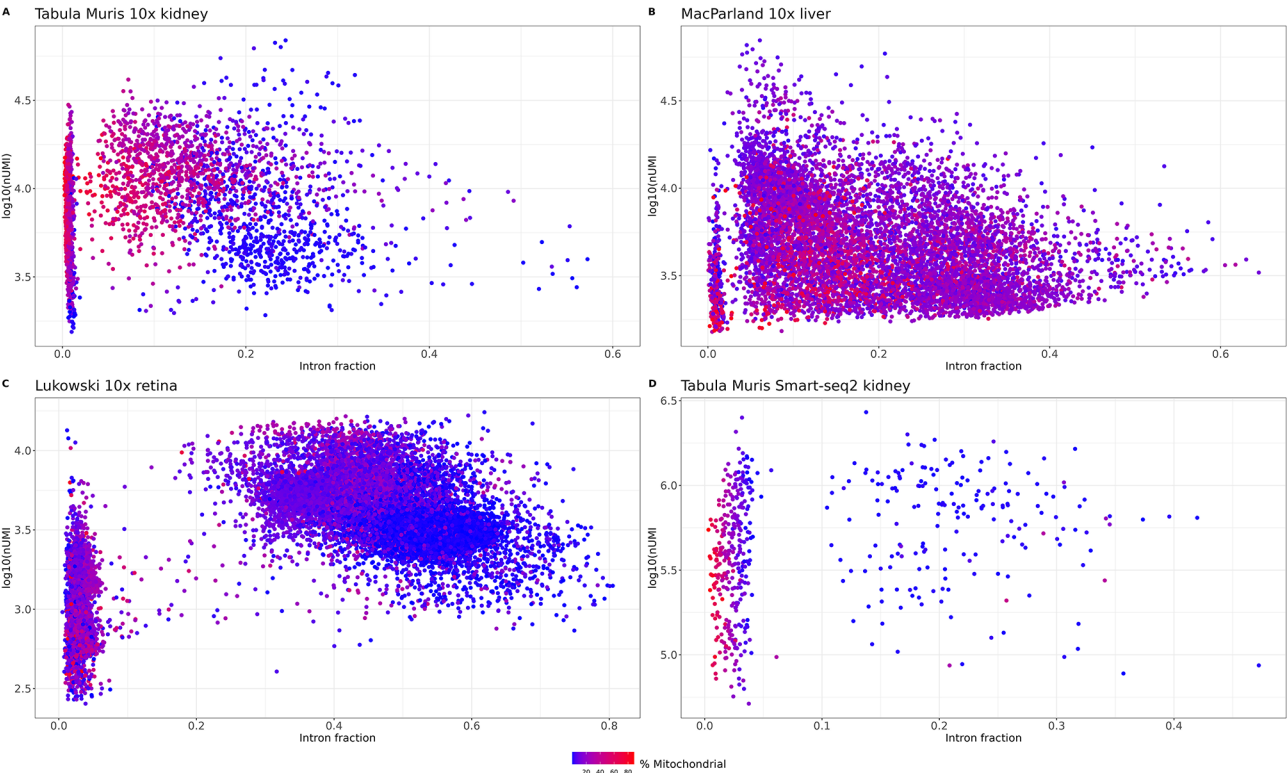 A Tabula Muris 10x kidney
log10(nUMI)
4.5
4.0
3.5
0.0 0.2 0.4 0.6
Intron fraction
B MacParland 10x liver
log10(nUMI
4.5
4.0
3.5
0.0 0.2 0.4 0.6
Intron fraction
C Lukowski 10x retina
log10(nUMI
4.0
3.5
3.0
2.5
0.0 0.2 0.4 0.6 0.8
Intron fraction
D Tabula Muris Smart-seq2 kidney
log10(nUMI
6.5
6.0
5.5
5.0
0.0 0.1 0.2 0.3 0.4
Intron fraction
% Mitochondrial
20 40 60 80